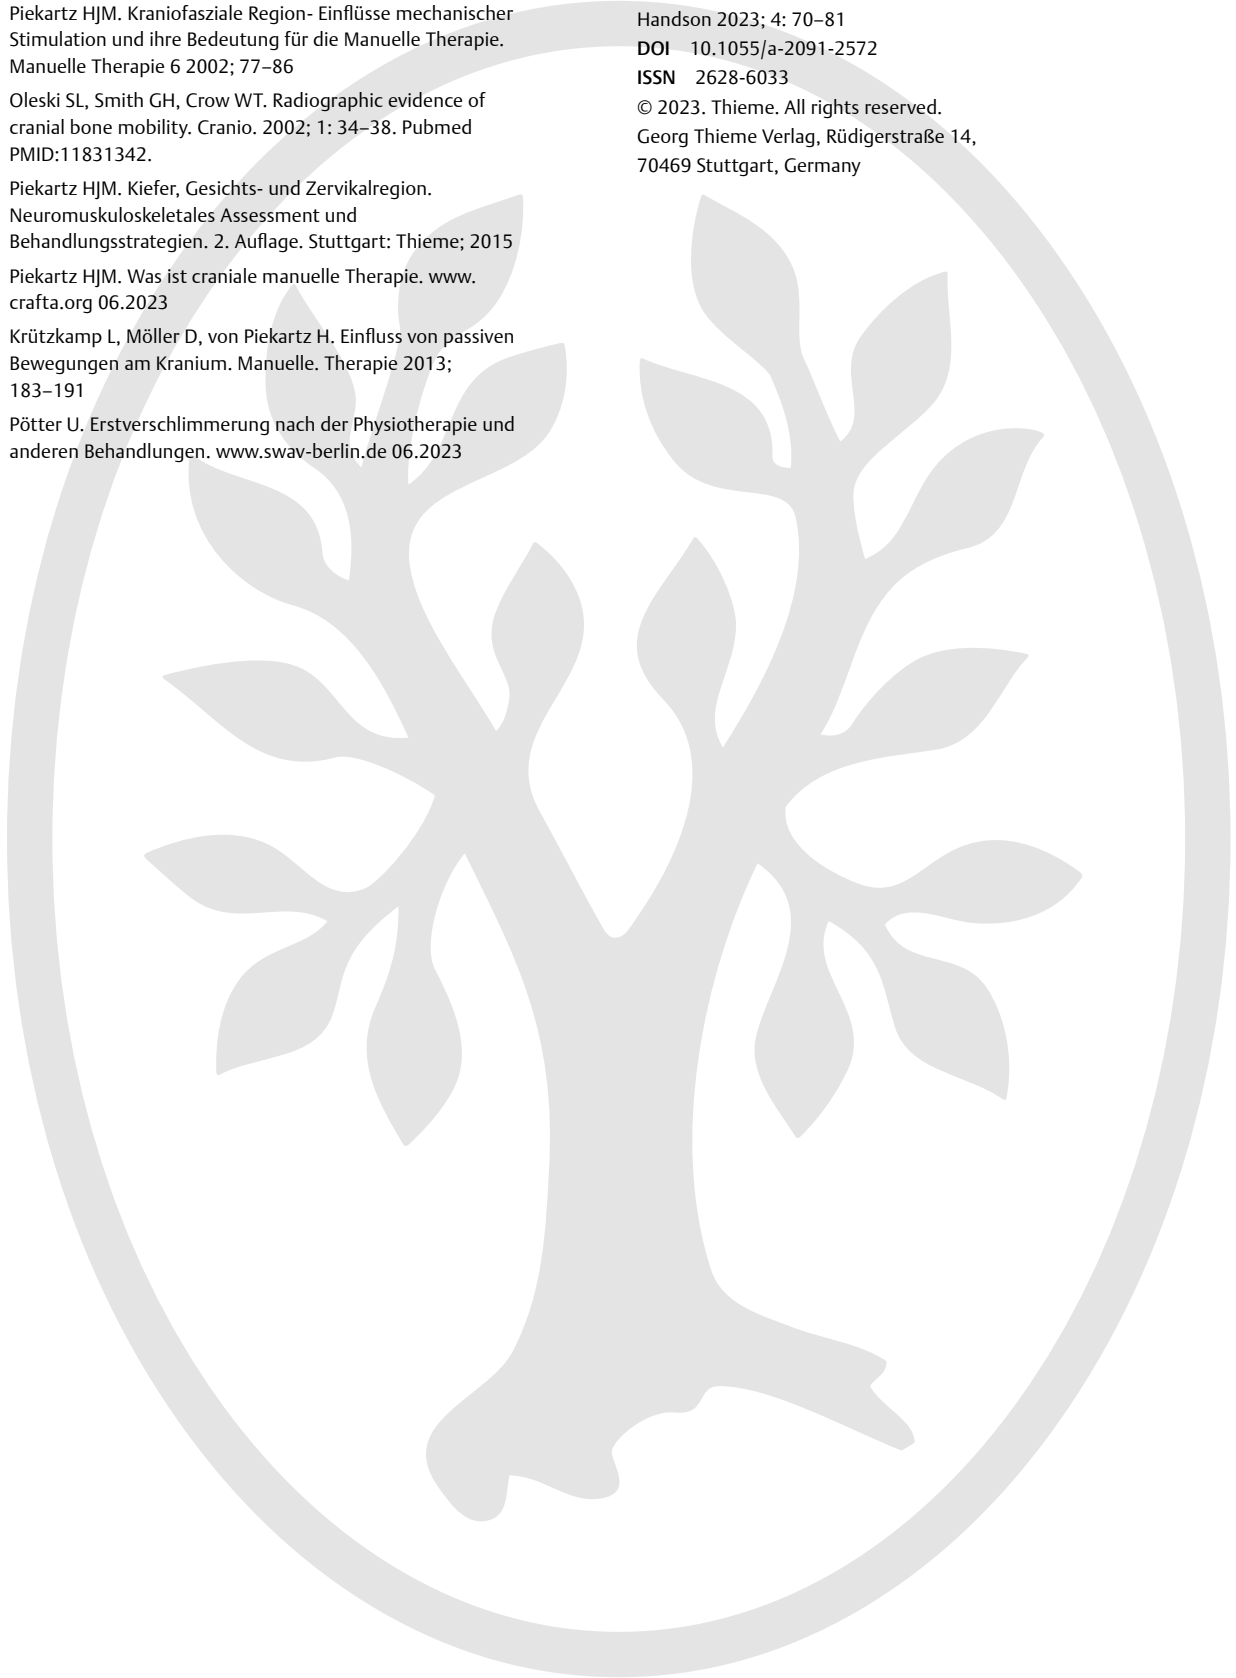 Piekartz HJM. Kraniofasziale Region- Einflüsse mechanischer
Stimulation und ihre Bedeutung für die Manuelle Therapie.
Manuelle Therapie 6 2002; 77–86
Oleski SL, Smith GH, Crow WT. Radiographic evidence of
cranial bone mobility. Cranio. 2002; 1: 34–38. Pubmed
PMID:11831342.
Piekartz HJM. Kiefer, Gesichts- und Zervikalregion.
Neuromuskuloskeletales Assessment und
Behandlungsstrategien. 2. Auflage. Stuttgart: Thieme; 2015
Piekartz HJM. Was ist craniale manuelle Therapie. www.
crafta.org 06.2023
Krützkamp L, Möller D, von Piekartz H. Einfluss von passiven
Bewegungen am Kranium. Manuelle. Therapie 2013;
183–191
Pötter U. Erstverschlimmerung nach der Physiotherapie und
anderen Behandlungen. www.swav-berlin.de 06.2023
Handson 2023; 4: 70–81
DOI 10.1055/a-2091-2572
ISSN 2628-6033
© 2023. Thieme. All rights reserved.
Georg Thieme Verlag, Rüdigerstraße 14,
70469 Stuttgart, Germany